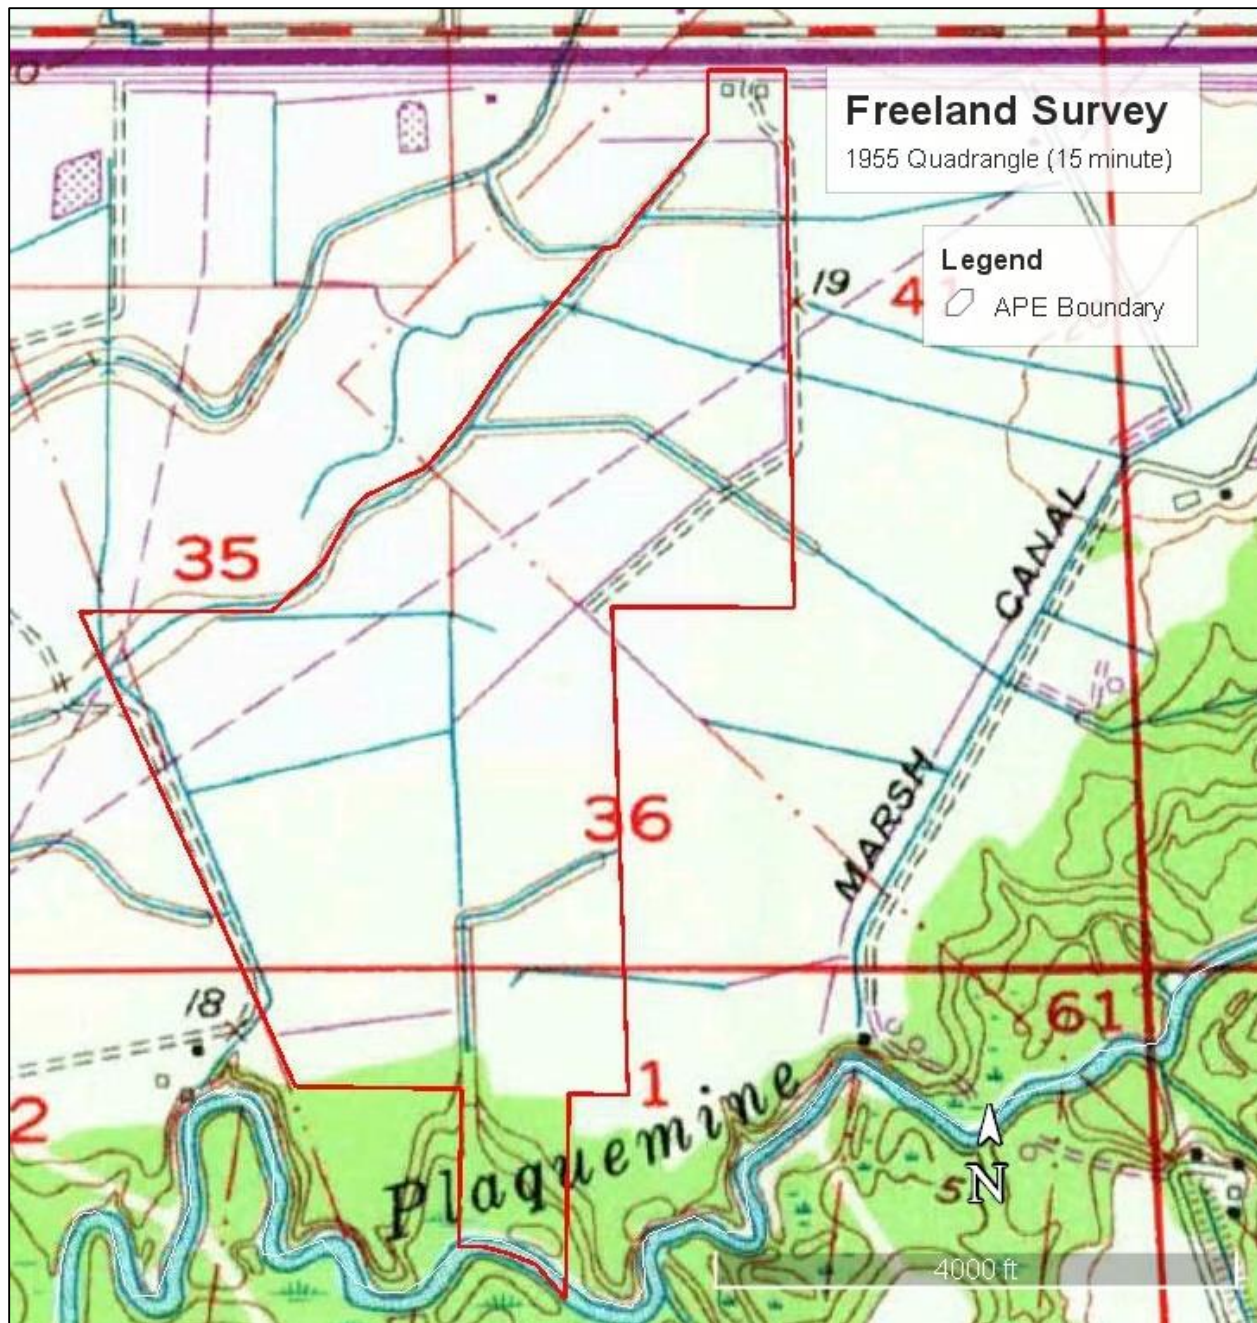 Freeland Survey
1955 Quadrangle (15 minute)
Legend
APE Boundary
19
35
CANAL
MARSH
36
18
61
1
2
Plaquemine
N
4000 ft